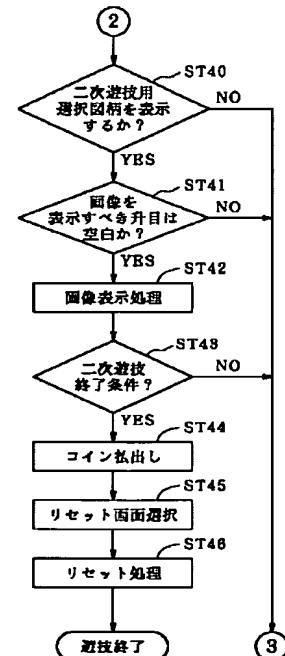 2
ST40
二次遊技用
選択図柄を表示
するか？
NO
YES
ST41
画像を
表示すべき升目は
空白か？
NO
YES
ST42
画像表示処理
ST43
二次遊技
終了条件？
NO
YES
ST44
コイン払出し
ST45
リセット画面選択
ST46
リセット処理
遊技終了
3